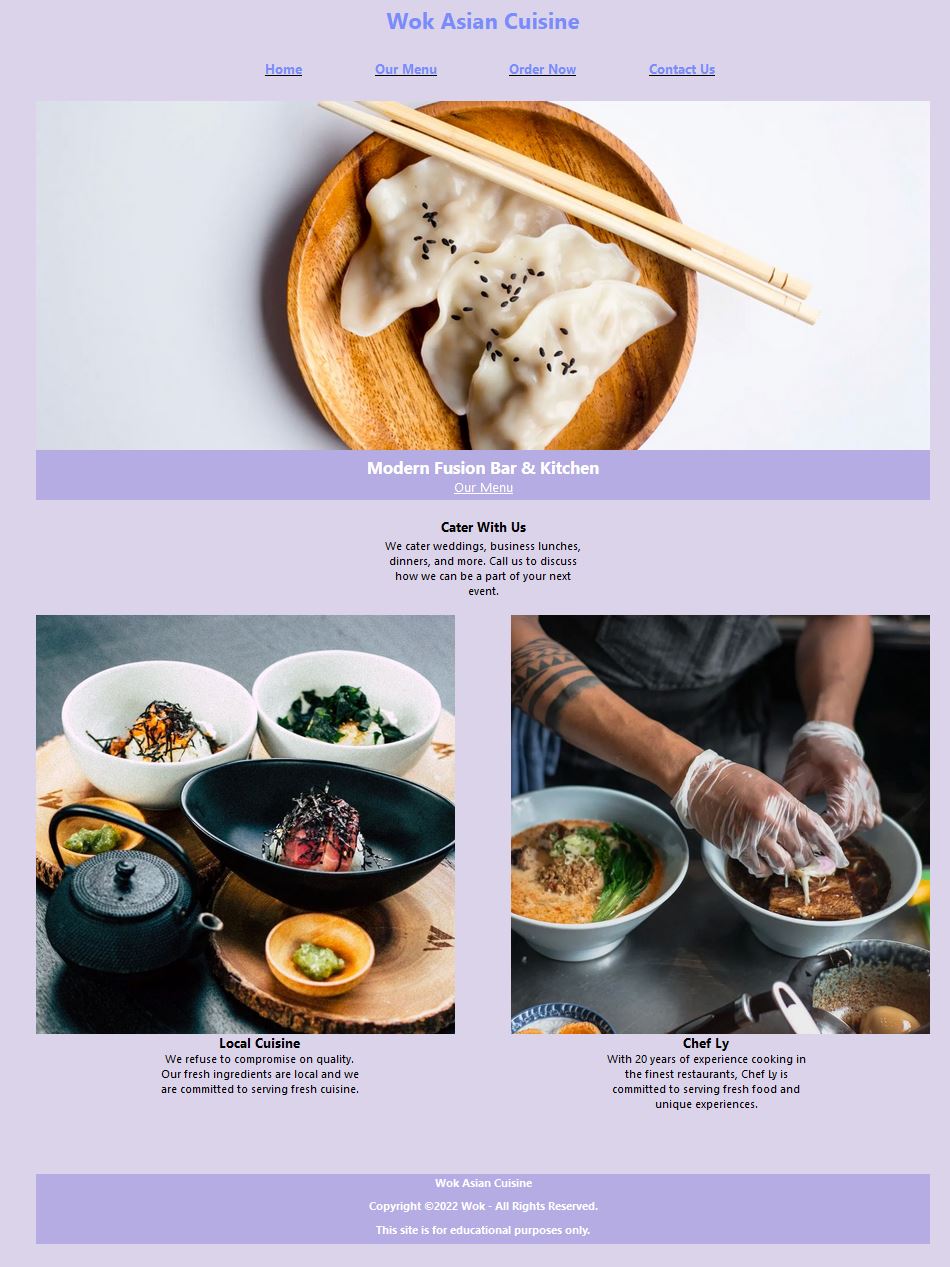 Wok Asian Cuisine
Home Our Menu Order Now Contact Us
Modern Fusion Bar & Kitchen
Our Menu
Cater With Us
We cater weddings, business lunches,
dinners, and more. Call us to discuss
how we can be a part of your next
event.
Local Cuisine
We refuse to compromise on quality.
Our fresh ingredients are local and we
are committed to serving fresh cuisine.
Chef Ly
With 20 years of experience cooking in
the finest restaurants, Chef Ly is
committed to serving fresh food and
unique experiences.
Wok Asian Cuisine
Copyright ©2022 Wok - All Rights Reserved.
This site is for educational purposes only.